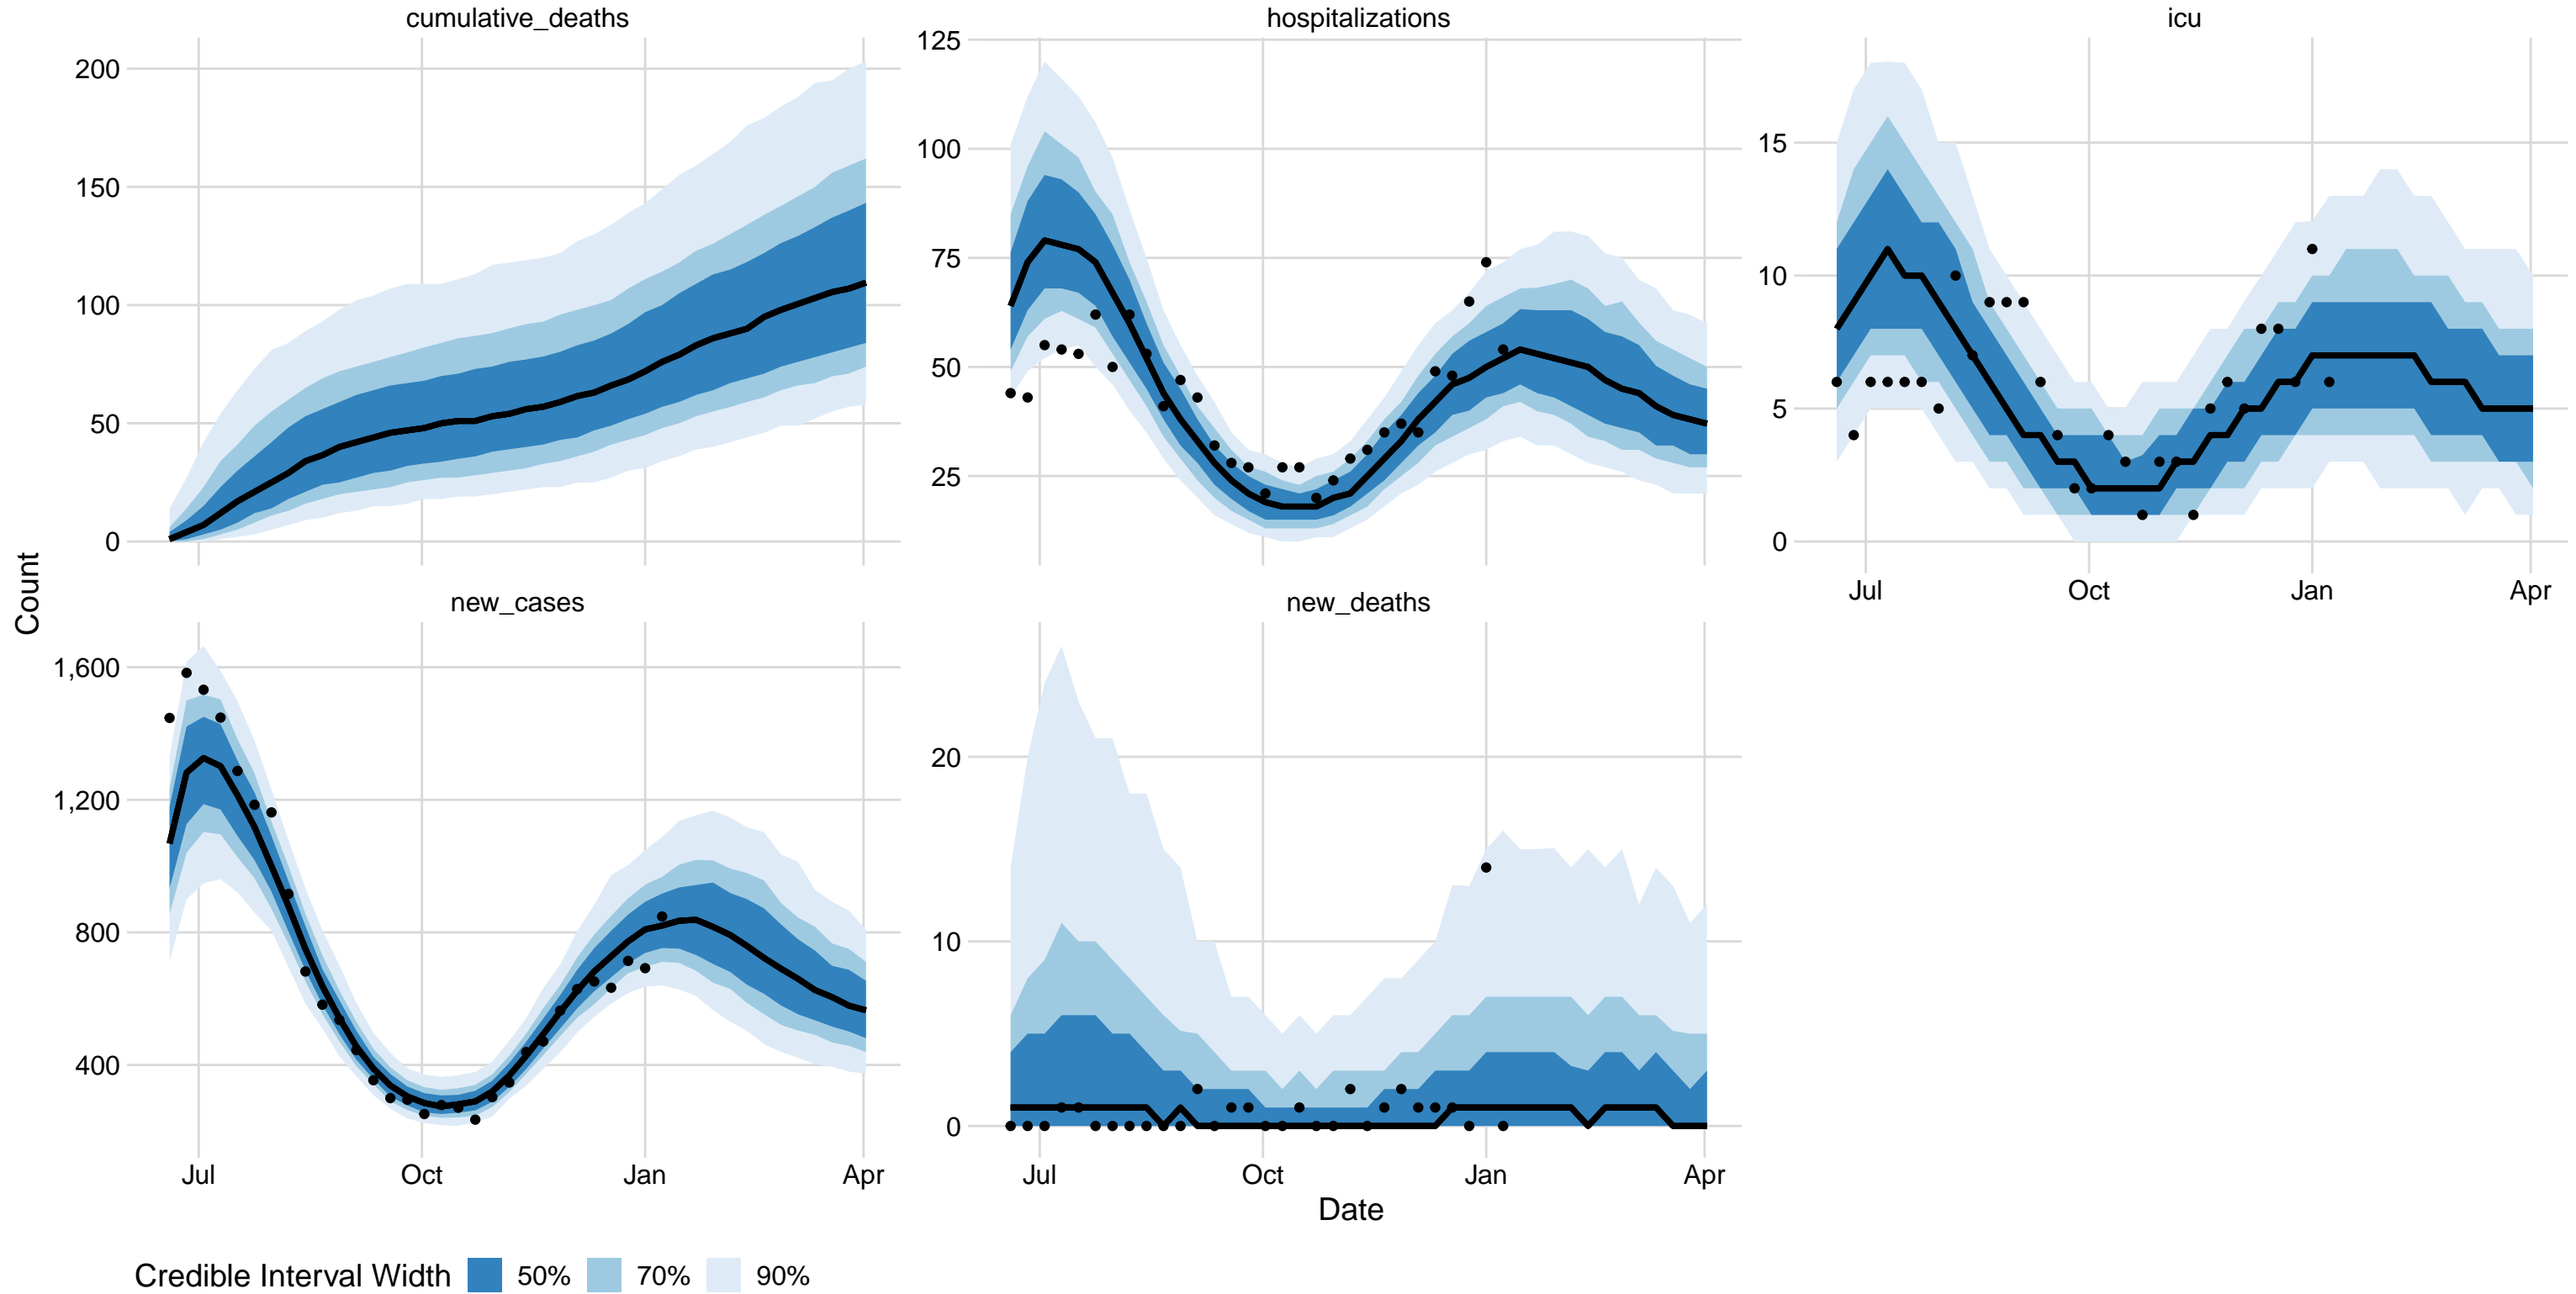 cumulative_deaths
hospitalizations
icu
200
150
100
50
0
125
100
75
50
25
15
10
5
0
Jul
Oct
Jan
Apr
Count
new_cases
new_deaths
1,600
1,200
800
400
20
10
0
Jul
Oct
Jan
Apr
Jul
Oct
Jan
Apr
Date
Credible Interval Width 50% 70% 90%